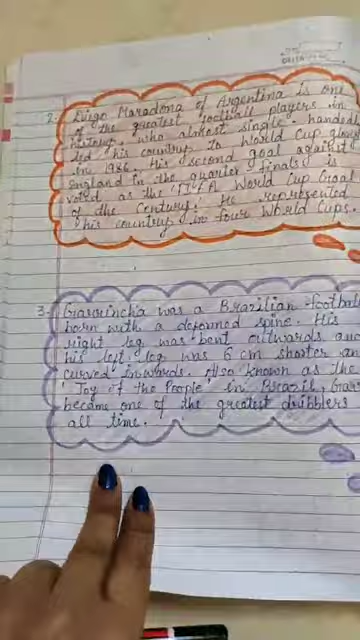 2. Diego Maradona of Argentina is one
of the greatest football players in
history, who almost single-handedly
led his country to World Cup glory
in 1986. His second goal against
England in the quarter finals is
voted as the 'FIFA World Cup Goal
of the Century.' He represented
his country in four World Cups.
3. Garrincha was a Brazilian football
born with a deformed spine. His
right leg was bent outwards and
his left leg was 6 cm shorter an
curved inwards. Also known as the
'Joy of the People' in Brazil, Garr
became one of the greatest dribblers
all time.